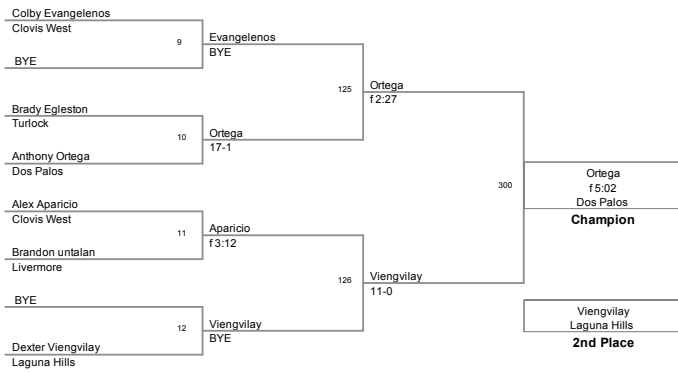 Colby Evangelenos
Clovis West
9
BYE
Evangelenos
BYE
125
Brady Egleston
Turlock
10
Anthony Ortega
Dos Palos
Ortega
17-1
Ortega
f 2:27
300
Alex Aparicio
Clovis West
11
Brandon untalan
Livermore
Aparicio
f 3:12
126
BYE
12
Dexter Viengvilay
Laguna Hills
Viengvilay
BYE
Viengvilay
11-0
Ortega
f 5:02
Dos Palos
Champion
Viengvilay
Laguna Hills
2nd Place